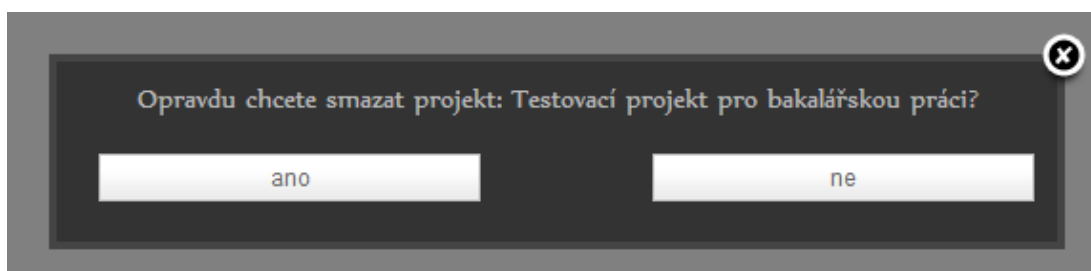 Opravdu chcete smazat projekt: Testovací projekt pro bakalářskou práci?
ano
ne